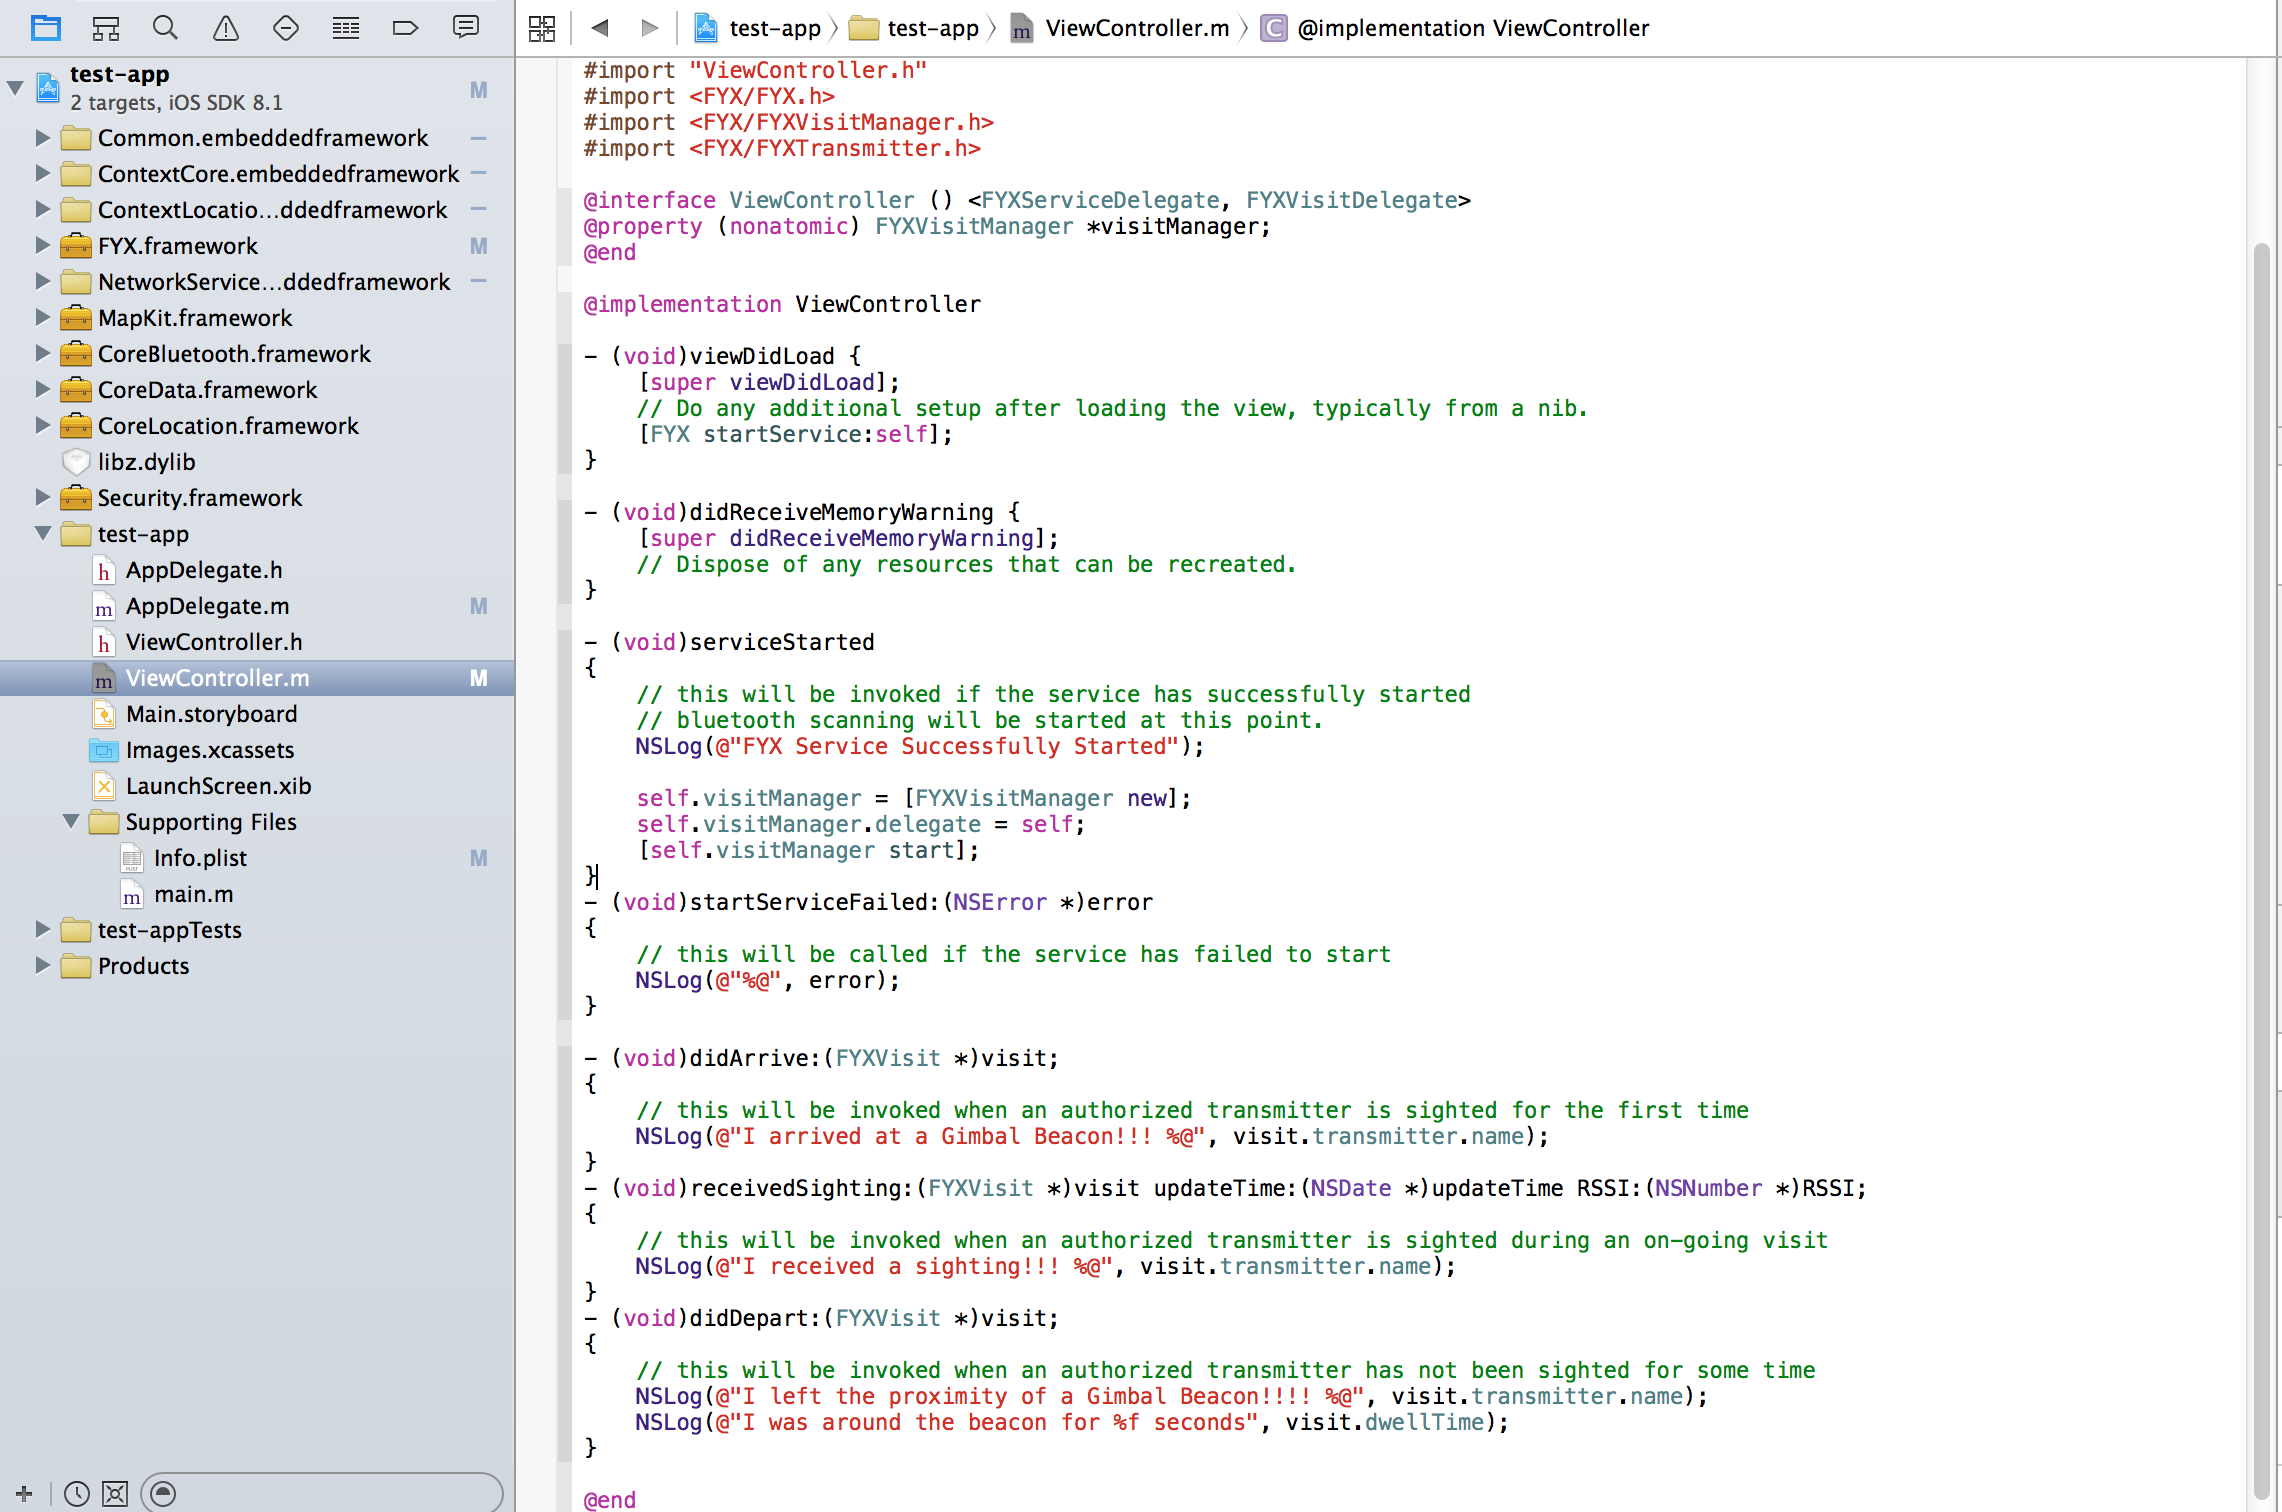 test-app
2 targets, iOS SDK 8.1
M
Common.embeddedframework
ContextCore.embeddedframework
ContextLocatio...ddedframework
FYX.framework
M
NetworkService...ddedframework
MapKit.framework
CoreBluetooth.framework
CoreData.framework
CoreLocation.framework
libz.dylib
Security.framework
test-app
h AppDelegate.h
m AppDelegate.m
M
h ViewController.h
m ViewController.m
M
Main.storyboard
Images.xcassets
LaunchScreen.xib
Supporting Files
Info.plist
M
m main.m
test-appTests
Products
test-app test-app m ViewController.m C @implementation ViewController
#import "ViewController.h"
#import <FYX/FYX.h>
#import <FYX/FYXVisitManager.h>
#import <FYX/FYXTransmitter.h>
@interface ViewController () <FYXServiceDelegate, FYXVisitDelegate>
@property (nonatomic) FYXVisitManager *visitManager;
@end
@implementation ViewController
- (void)viewDidLoad {
[super viewDidLoad];
// Do any additional setup after loading the view, typically from a nib.
[FYX startService:self];
}
- (void)didReceiveMemoryWarning {
[super didReceiveMemoryWarning];
// Dispose of any resources that can be recreated.
}
- (void)serviceStarted
{
// this will be invoked if the service has successfully started
// bluetooth scanning will be started at this point.
NSLog(@"FYX Service Successfully Started");
self.visitManager = [FYXVisitManager new];
self.visitManager.delegate = self;
[self.visitManager start];
}
- (void)startServiceFailed:(NSError *)error
{
// this will be called if the service has failed to start
NSLog(@"%@", error);
}
- (void)didArrive:(FYXVisit *)visit;
{
// this will be invoked when an authorized transmitter is sighted for the first time
NSLog(@"I arrived at a Gimbal Beacon!!! %@", visit.transmitter.name);
}
- (void)receivedSighting:(FYXVisit *)visit updateTime:(NSDate *)updateTime RSSI:(NSNumber *)RSSI;
{
// this will be invoked when an authorized transmitter is sighted during an on-going visit
NSLog(@"I received a sighting!!! %@", visit.transmitter.name);
}
- (void)didDepart:(FYXVisit *)visit;
{
// this will be invoked when an authorized transmitter has not been sighted for some time
NSLog(@"I left the proximity of a Gimbal Beacon!!!! %@", visit.transmitter.name);
NSLog(@"I was around the beacon for %f seconds", visit.dwellTime);
}
@end